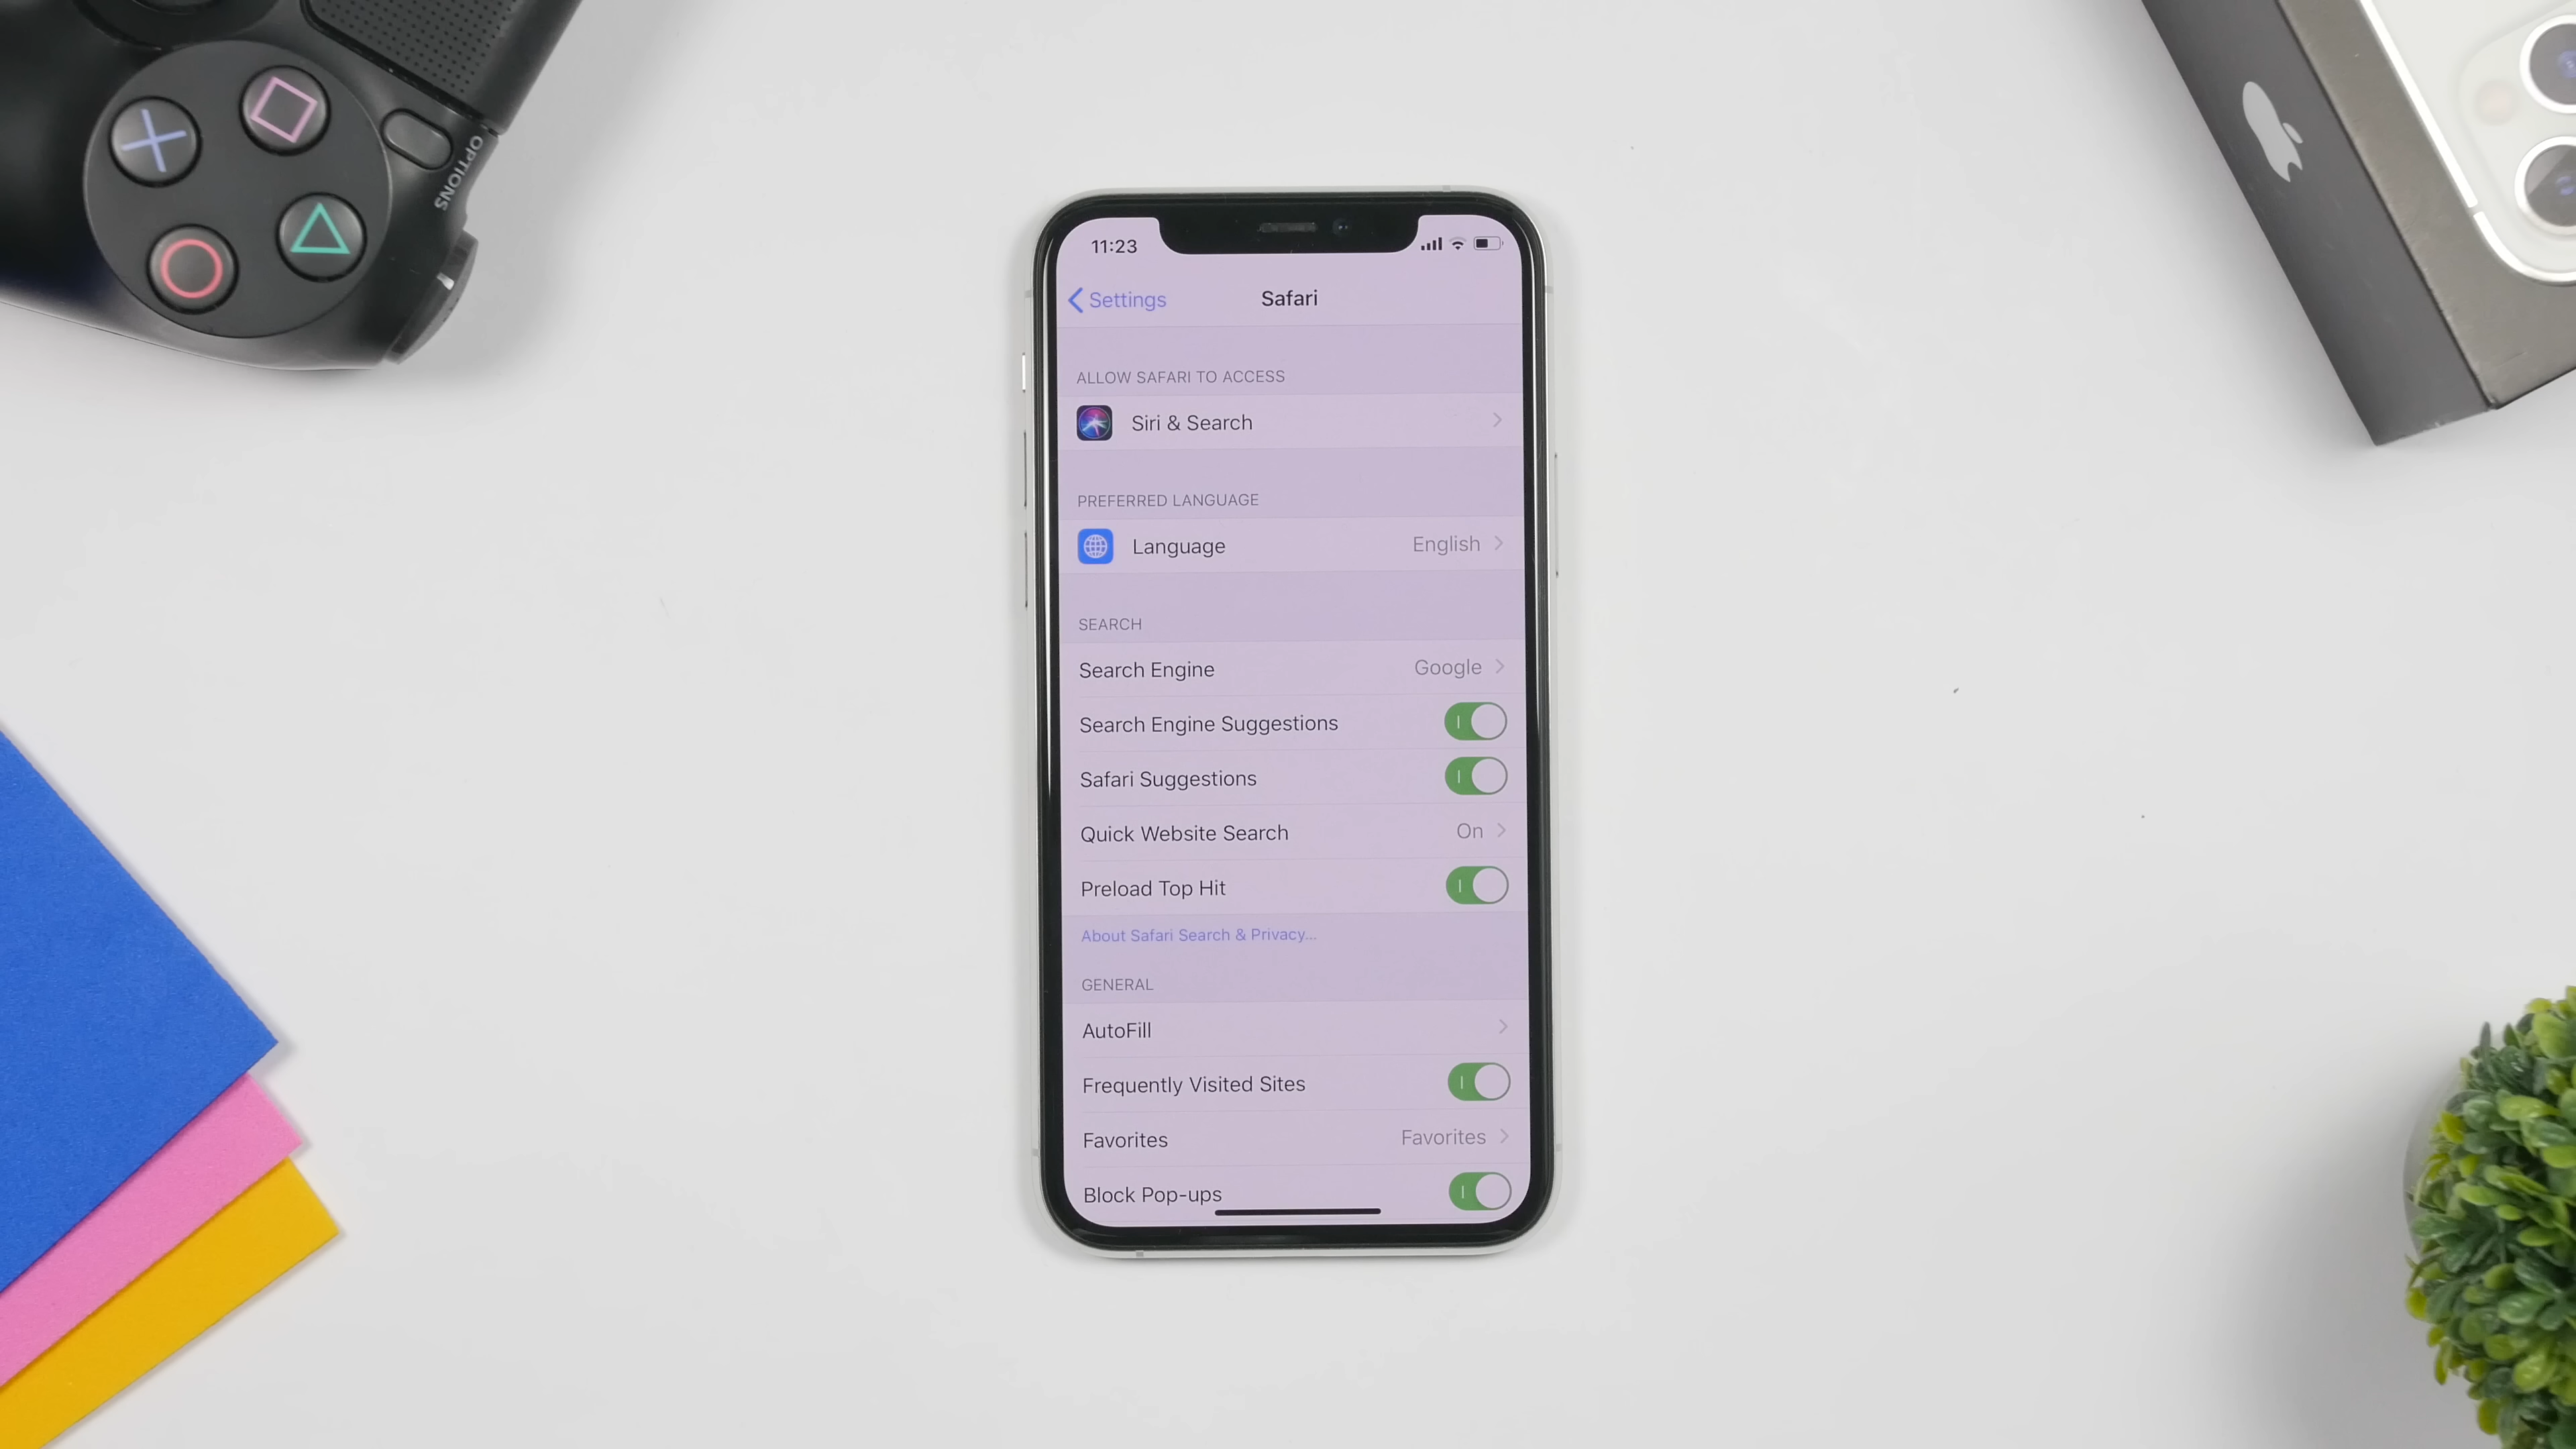 OPTIONS
11:23
Settings
Safari
ALLOW SAFARI TO ACCESS
Siri & Search
PREFERRED LANGUAGE
Language English
SEARCH
Search Engine Google
Search Engine Suggestions
Safari Suggestions
Quick Website Search On
Preload Top Hit
About Safari Search & Privacy...
GENERAL
AutoFill
Frequently Visited Sites
Favorites Favorites
Block Pop-ups